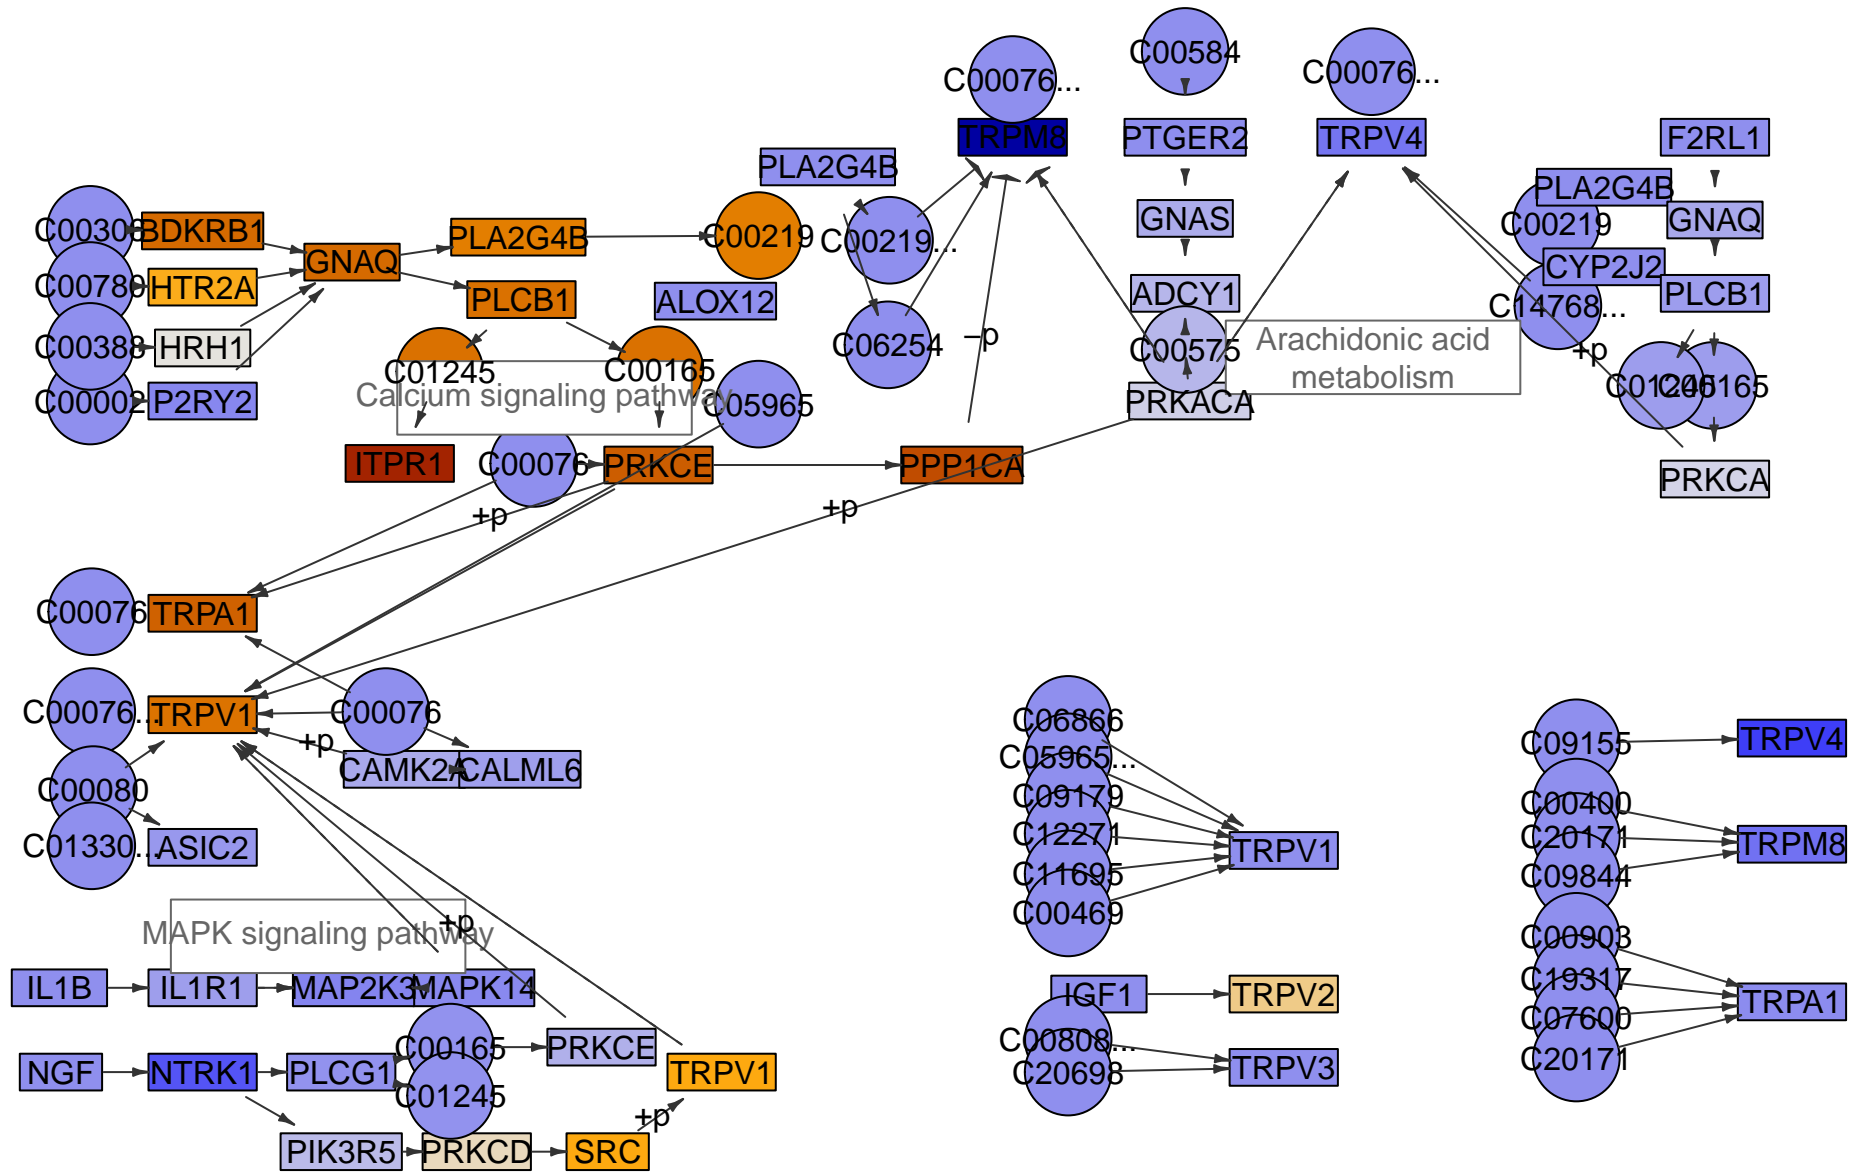 C00584
C00076...
C00076...
TRPM8
PTGER2
TRPV4
F2RL1
PLA2G4B
PLA2G4B
C00219
GNAS
GNAQ
BDKRB1
GNAQ
PLA2G4B
C00219
C00219...
CYP2J2
C00780
HTR2A
PLCB1
ALOX12
ADCY1
PLCB1
C14768...
C00388
HRH1
C06254
–p
C00575
Arachidonic acid
metabolism
+p
C01245
C00165
Calcium signaling pathway
C05965
C00002
P2RY2
PRKACA
C01245
C00165
ITPR1
C00076
PRKCE
PPP1CA
PRKCA
+p
+p
C00076
TRPA1
C00076...
TRPV1
C00076
+p
CAMK2A
CALML6
C00080
C01330...
ASIC2
C06866
C05965...
C09179
C12271
C11695
C00469
TRPV1
C09155
TRPV4
C00400
C20171
C09844
TRPM8
C00903
C19317
C07600
C20171
TRPA1
MAPK signaling pathway
+p
IL1B
IL1R1
MAP2K3
MAPK14
IGF1
TRPV2
C00808...
C20698
TRPV3
NGF
NTRK1
PLCG1
C00165
C01245
PRKCE
TRPV1
+p
PIK3R5
PRKCD
SRC